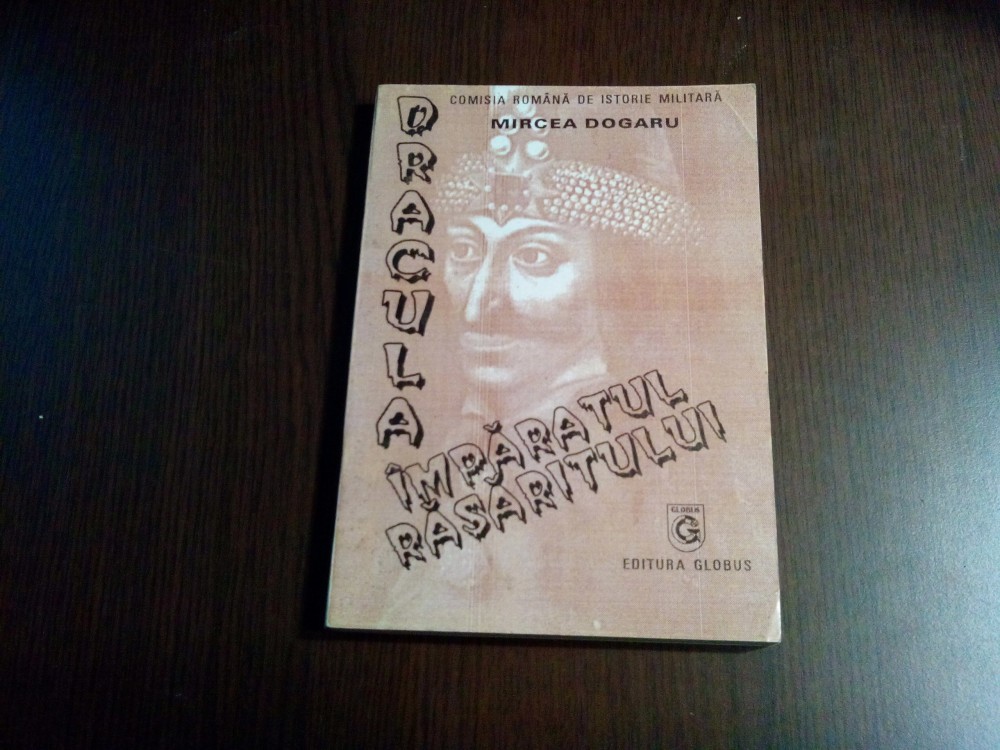 COMISIA ROMÂNĂ DE ISTORIE MILITARĂ
MIRCEA DOGARU
DRACULA
ÎMPĂRATUL
RĂSĂRITULUI
GLOBUS
G
EDITURA GLOBUS